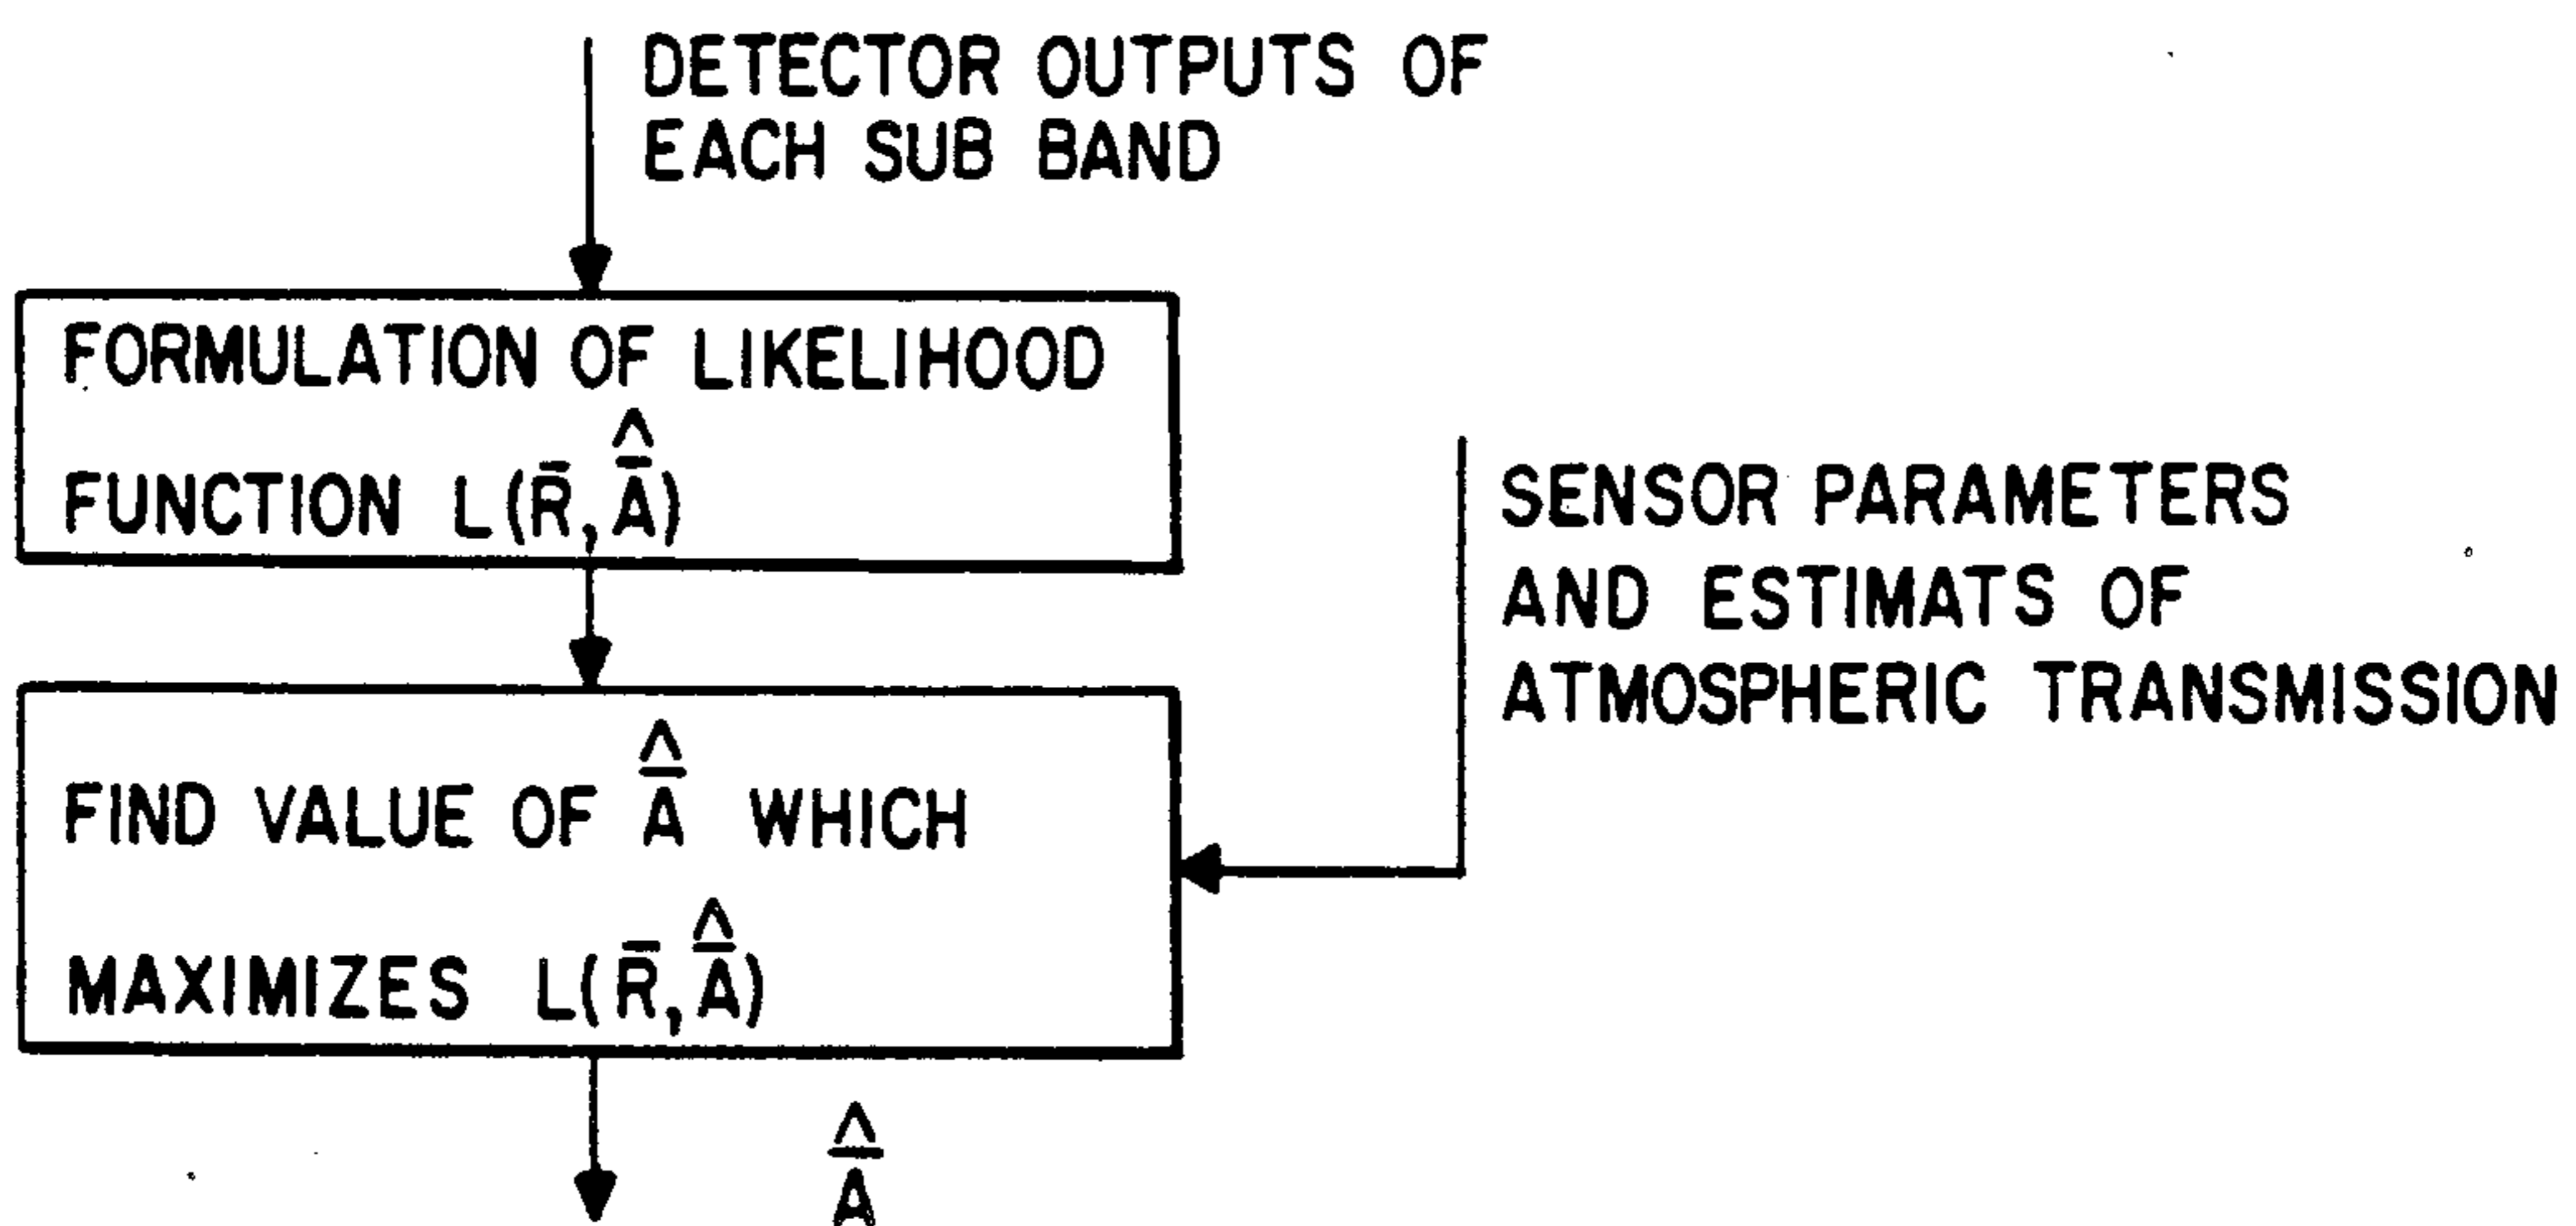 DETECTOR OUTPUTS OF
EACH SUB BAND
FORMULATION OF LIKELIHOOD
FUNCTION L(R̄, Â̄)
SENSOR PARAMETERS
AND ESTIMATS OF
ATMOSPHERIC TRANSMISSION
FIND VALUE OF Â̄ WHICH
MAXIMIZES L(R̄, Â̄)
Â̄